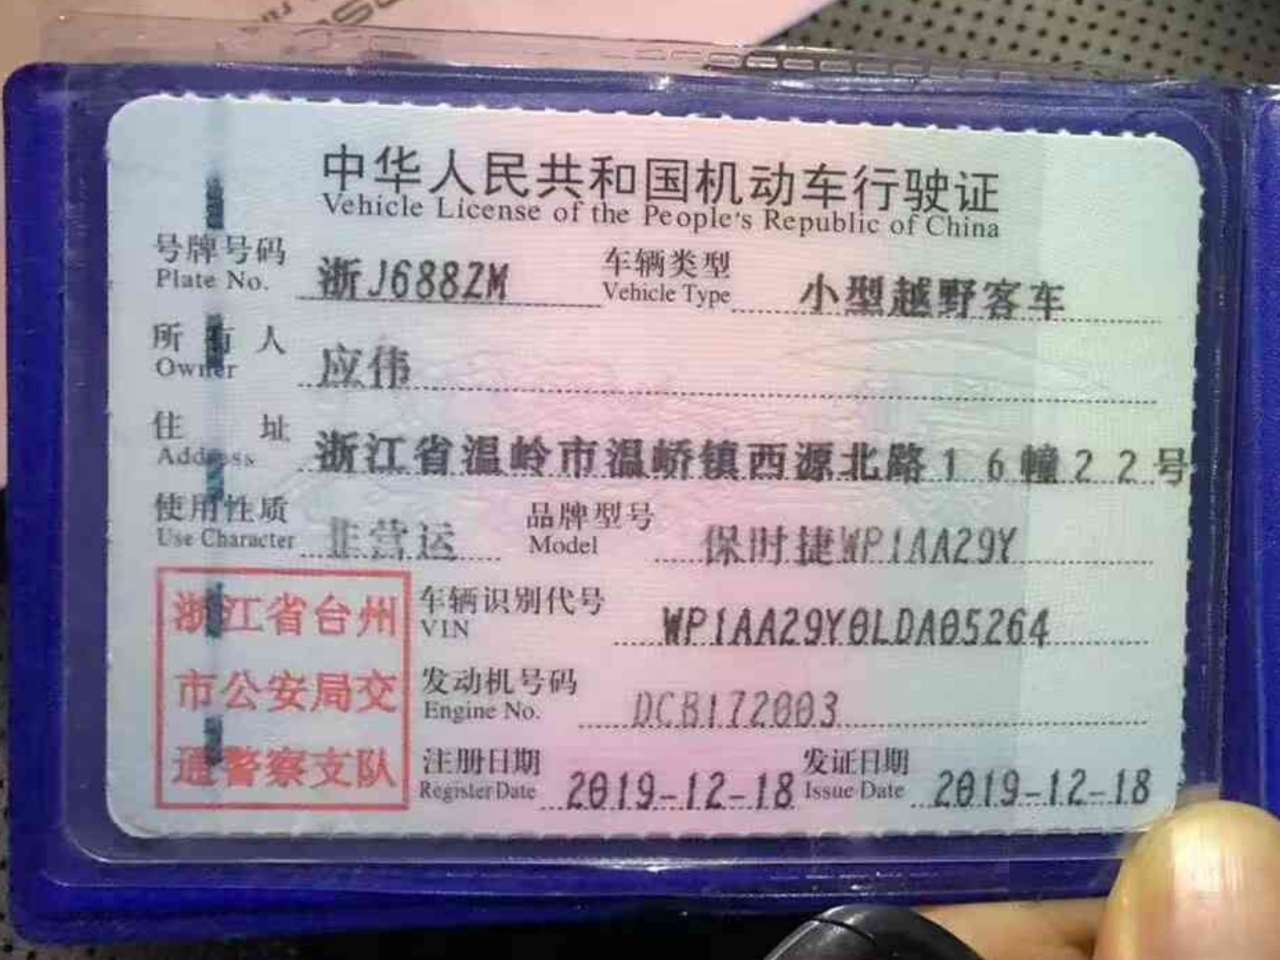 中华人民共和国机动车行驶证
Vehicle License of the People's Republic of China
号牌号码 浙J688ZM 车辆类型 小型越野客车
Plate No. Vehicle Type
所有人 应伟
Owner
住址 浙江省温岭市温峤镇西源北路16幢22号
Address
使用性质 非营运 品牌型号 保时捷WP1AA29Y
Use Character Model
浙江省台州
市公安局交
通警察支队
车辆识别代号 WP1AA29Y0LDA05264
VIN
发动机号码 DCB172003
Engine No.
注册日期 2019-12-18 发证日期 2019-12-18
Register Date Issue Date